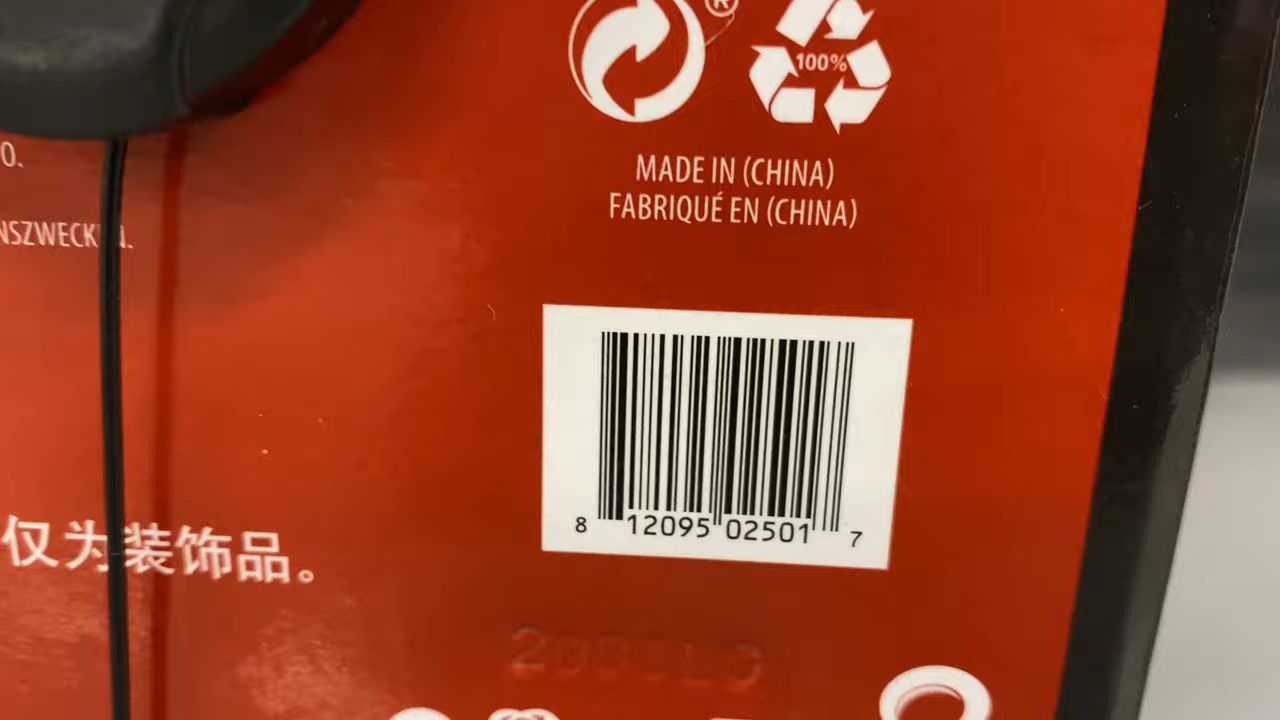 ®
100%
MADE IN (CHINA)
FABRIQUÉ EN (CHINA)
O.
8 12095 02501 7
仅为装饰品。